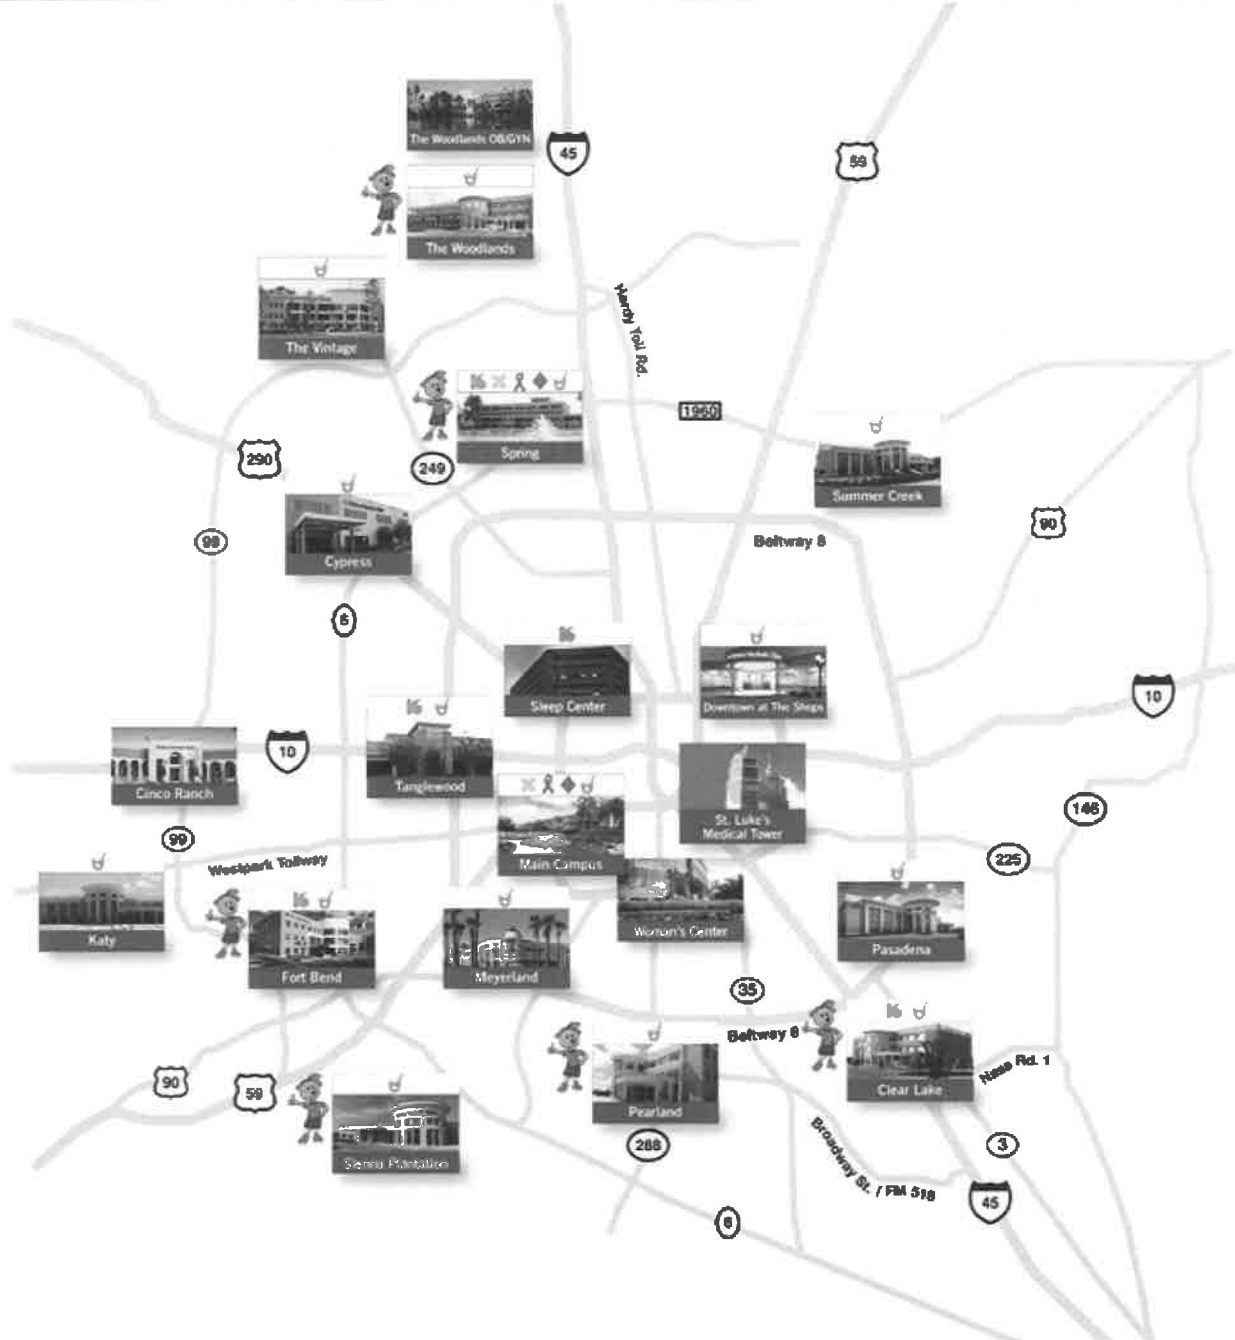 The Woodlands OB/GYN
45
59
The Woodlands
Hardy Toll Rd.
The Vintage
1960
Spring
290
249
Summer Creek
99
Cypress
Beltway 8
90
6
Sleep Center
Downtown at The Shops
10
10
Cinco Ranch
Tanglewood
St. Luke's
Medical Tower
146
99
Main Campus
225
Westpark Tollway
Katy
Fort Bend
Meyerland
Woman's Center
Pasadena
35
Beltway 8
90
59
Pearland
Clear Lake
Nasa Rd. 1
Sienna Plantation
288
Broadway St. / FM 518
3
45
6